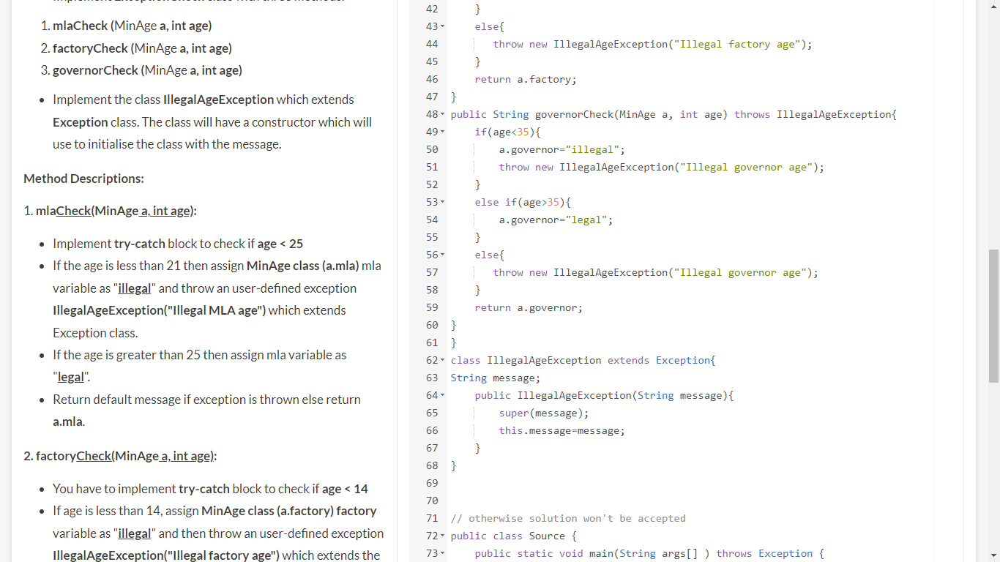 1. mlaCheck (MinAge a, int age)
2. factoryCheck (MinAge a, int age)
3. governorCheck (MinAge a, int age)
• Implement the class IllegalAgeException which extends
Exception class. The class will have a constructor which will
use to initialise the class with the message.
Method Descriptions:
1. mlaCheck(MinAge a, int age):
• Implement try-catch block to check if age < 25
• If the age is less than 21 then assign MinAge class (a.mla) mla
variable as "illegal" and throw an user-defined exception
IllegalAgeException("Illegal MLA age") which extends
Exception class.
• If the age is greater than 25 then assign mla variable as
"legal".
• Return default message if exception is thrown else return
a.mla.
2. factoryCheck(MinAge a, int age):
• You have to implement try-catch block to check if age < 14
• If age is less than 14, assign MinAge class (a.factory) factory
variable as "illegal" and then throw an user-defined exception
IllegalAgeException("Illegal factory age") which extends the
42 }
43 else{
44 throw new IllegalAgeException("Illegal factory age");
45 }
46 return a.factory;
47 }
48 public String governorCheck(MinAge a, int age) throws IllegalAgeException{
49 if(age<35){
50 a.governor="illegal";
51 throw new IllegalAgeException("Illegal governor age");
52 }
53 else if(age>35){
54 a.governor="legal";
55 }
56 else{
57 throw new IllegalAgeException("Illegal governor age");
58 }
59 return a.governor;
60 }
61 }
62 class IllegalAgeException extends Exception{
63 String message;
64 public IllegalAgeException(String message){
65 super(message);
66 this.message=message;
67 }
68 }
69
70
71 // otherwise solution won't be accepted
72 public class Source {
73 public static void main(String args[] ) throws Exception {